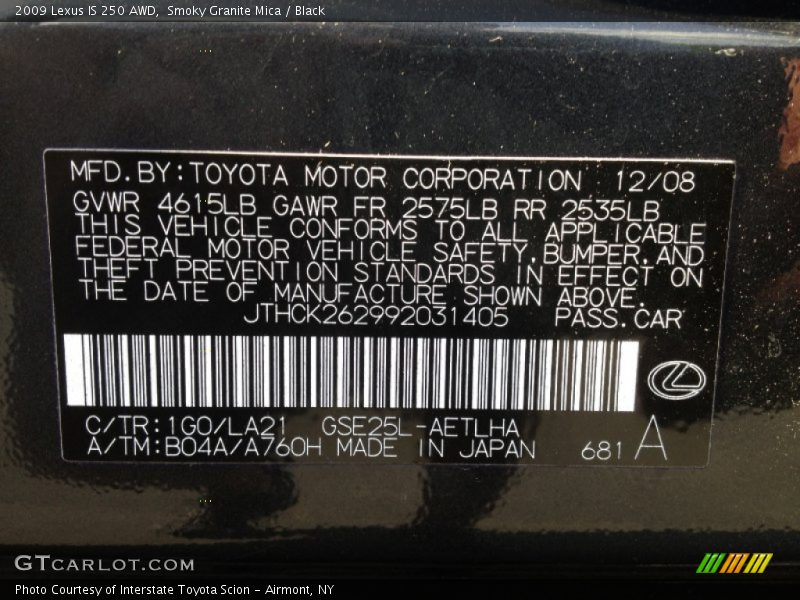 2009 Lexus IS 250 AWD,  Smoky Granite Mica / Black
MFD.BY:TOYOTA MOTOR CORPORATION 12/08
GVWR 4615LB GAWR FR 2575LB RR 2535LB
THIS VEHICLE CONFORMS TO ALL APPLICABLE
FEDERAL MOTOR VEHICLE SAFETY,BUMPER,AND
THEFT PREVENTION STANDARDS IN EFFECT ON
THE DATE OF MANUFACTURE SHOWN ABOVE.
JTHCK262992031405 PASS.CAR
C/TR:1G0/LA21 GSE25L-AETLHA
A/TM:B04A/A760H MADE IN JAPAN 681 A
GTCARLOT.COM
Photo Courtesy of Interstate Toyota Scion - Airmont, NY